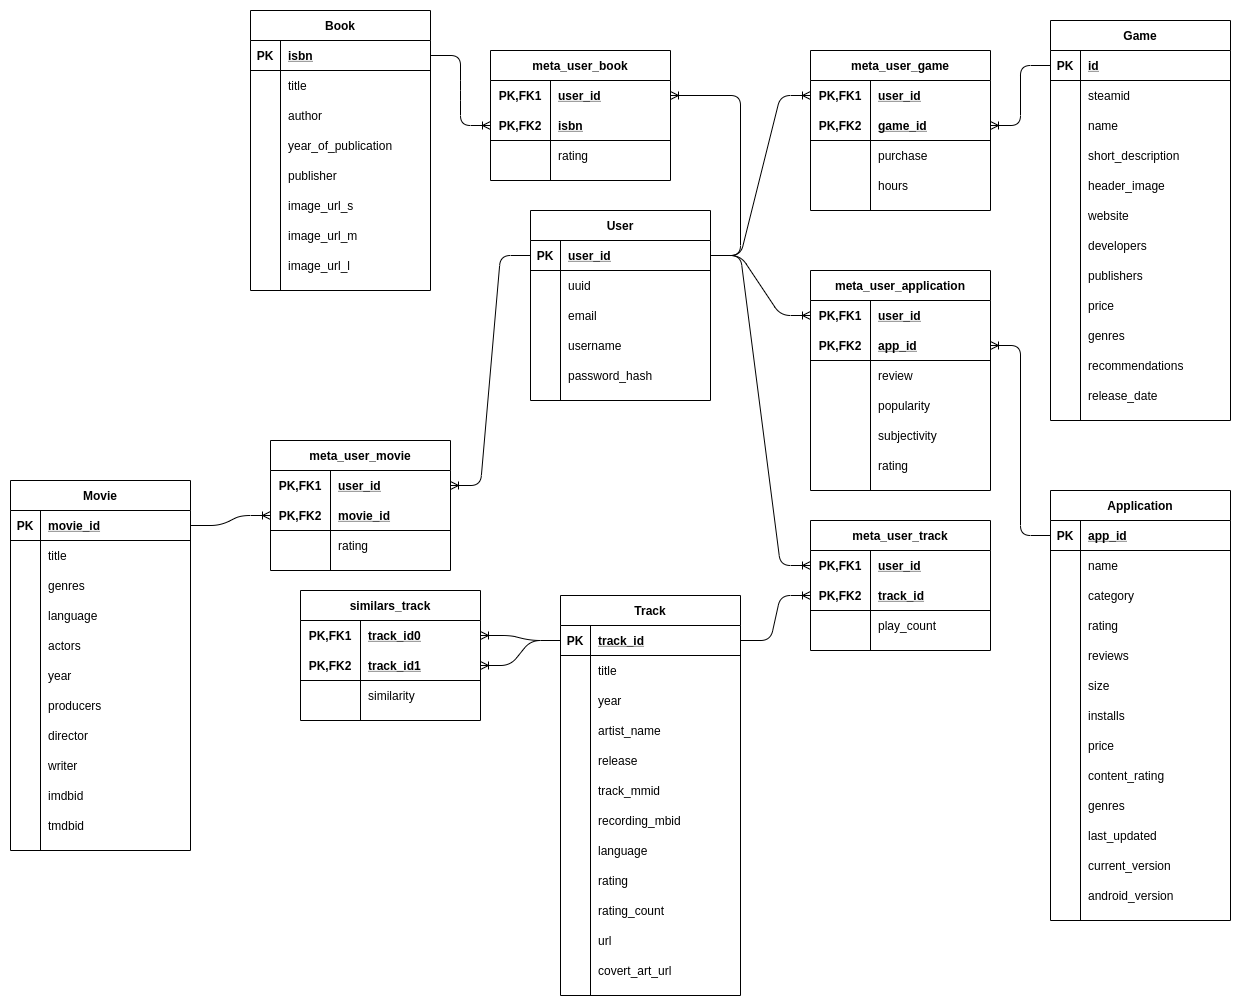 Book
PK isbn
title
author
year_of_publication
publisher
image_url_s
image_url_m
image_url_l
meta_user_book
PK,FK1 user_id
PK,FK2 isbn
rating
meta_user_game
PK,FK1 user_id
PK,FK2 game_id
purchase
hours
Game
PK id
steamid
name
short_description
header_image
website
developers
publishers
price
genres
recommendations
release_date
User
PK user_id
uuid
email
username
password_hash
meta_user_application
PK,FK1 user_id
PK,FK2 app_id
review
popularity
subjectivity
rating
meta_user_movie
PK,FK1 user_id
PK,FK2 movie_id
rating
Movie
PK movie_id
title
genres
language
actors
year
producers
director
writer
imdbid
tmdbid
similars_track
PK,FK1 track_id0
PK,FK2 track_id1
similarity
Track
PK track_id
title
year
artist_name
release
track_mmid
recording_mbid
language
rating
rating_count
url
covert_art_url
meta_user_track
PK,FK1 user_id
PK,FK2 track_id
play_count
Application
PK app_id
name
category
rating
reviews
size
installs
price
content_rating
genres
last_updated
current_version
android_version